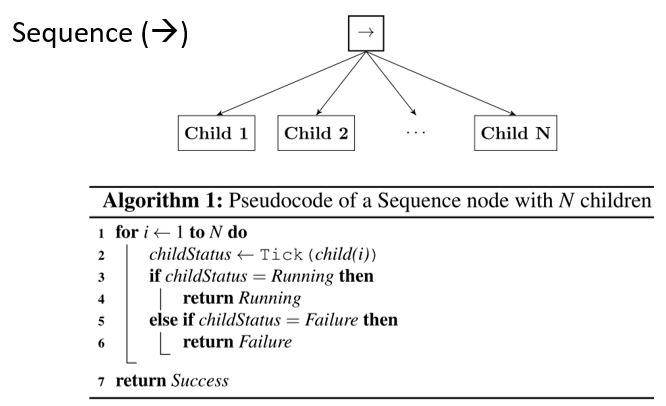 Sequence (→)
→
Child 1 Child 2 ... Child N
Algorithm 1: Pseudocode of a Sequence node with N children
1 for i ← 1 to N do
2 childStatus ← Tick (child(i))
3 if childStatus = Running then
4 return Running
5 else if childStatus = Failure then
6 return Failure
7 return Success